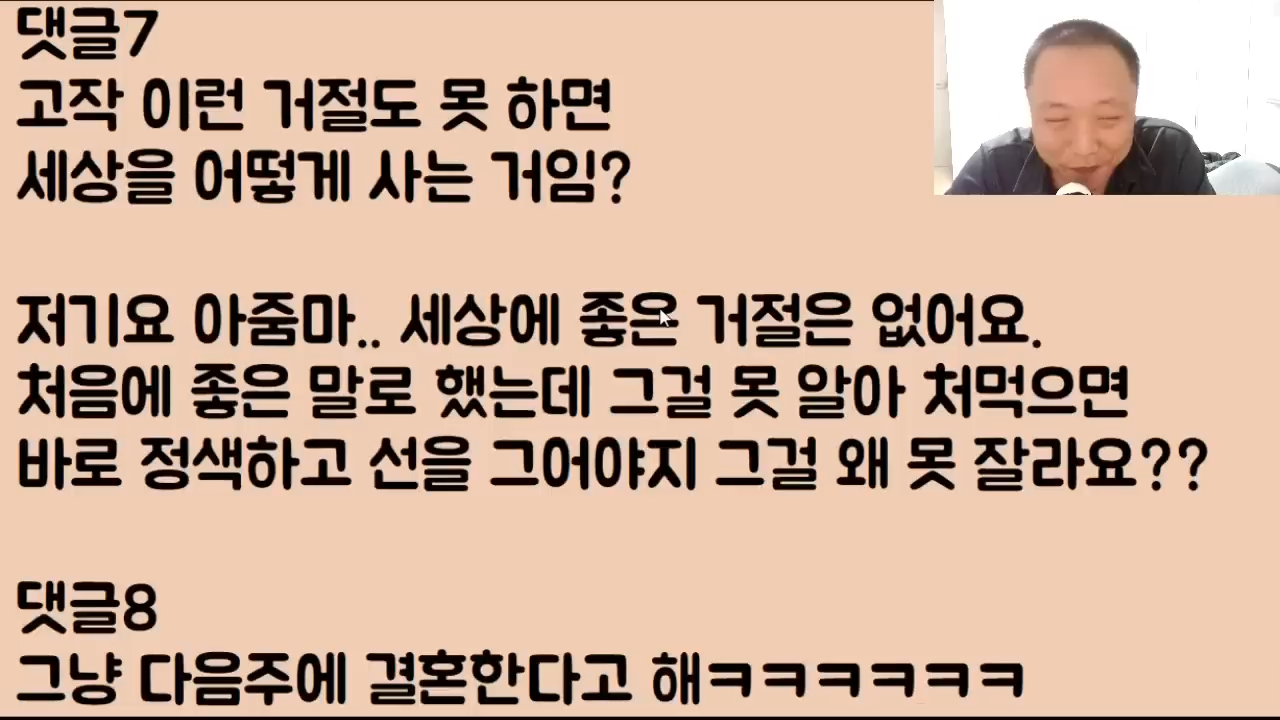 댓글7
고작 이런 거절도 못 하면
세상을 어떻게 사는 거임?
저기요 아줌마.. 세상에 좋은 거절은 없어요.
처음에 좋은 말로 했는데 그걸 못 알아 처먹으면
바로 정색하고 선을 그어야지 그걸 왜 못 잘라요??
댓글8
그냥 다음주에 결혼한다고 해ㅋㅋㅋㅋㅋㅋ